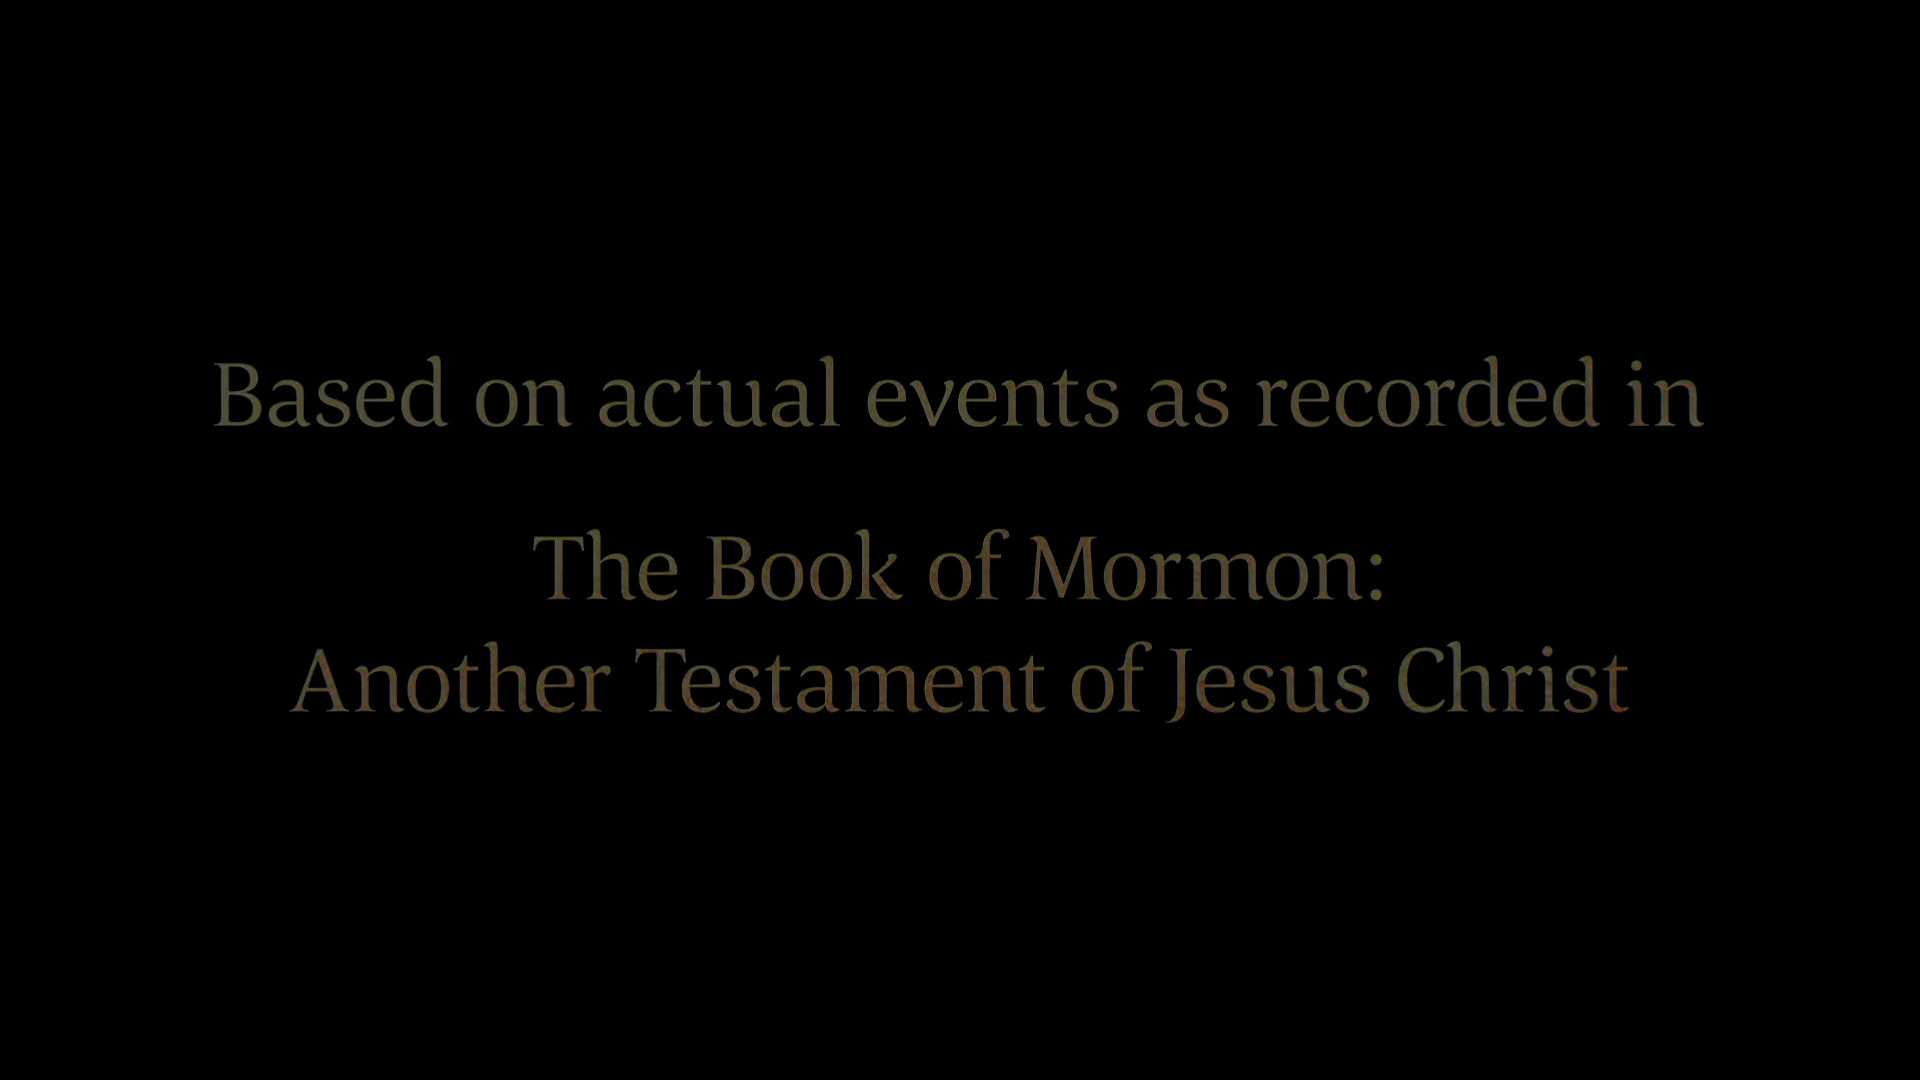 Based on actual events as recorded in
The Book of Mormon:
Another Testament of Jesus Christ